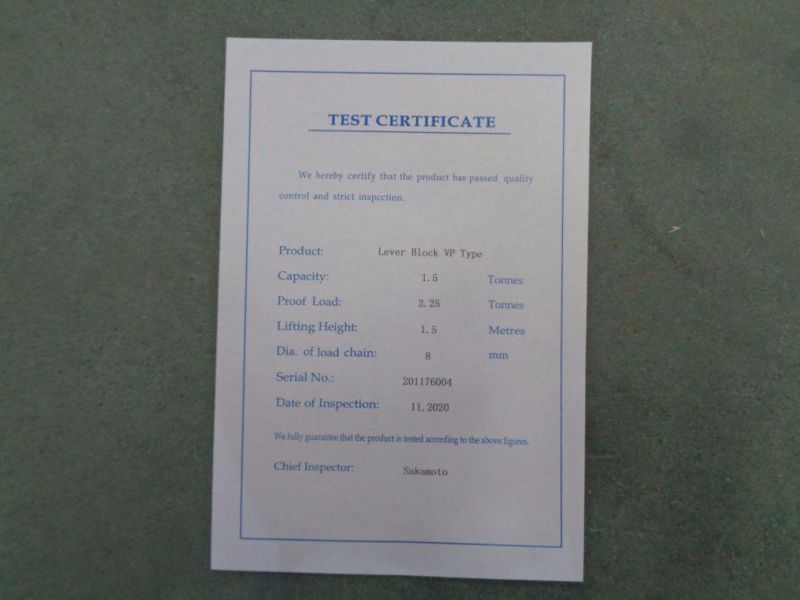 TEST CERTIFICATE
We hereby certify that the product has passed quality
control and strict inspcction.
Product: Lever Block VP Type
Capacity: 1.5 Tonnes
Proof Load: 2.25 Tonnes
Lifting Height: 1.5 Metres
Dia. of load chain: 8 mm
Serial No.: 201176004
Date of Inspection: 11.2020
We fully guarantee that the product is tested according to the above figures.
Chief Inspector: Sakamoto